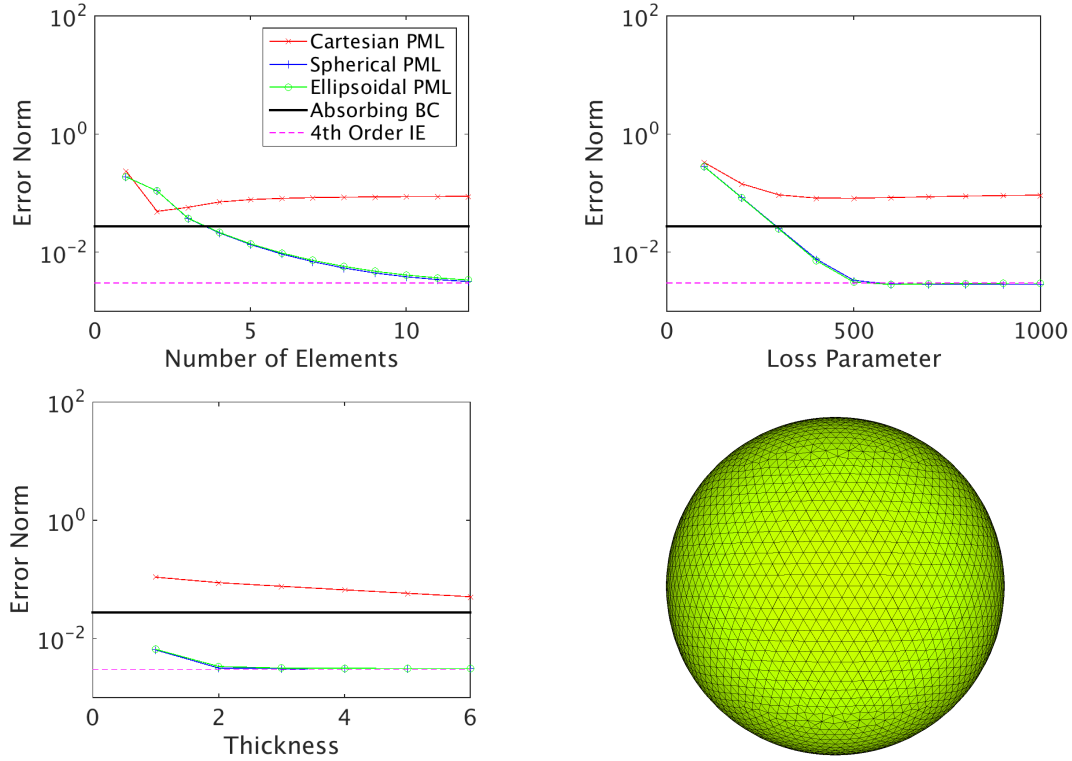 10^2
10^0
10^-2
Error Norm
Cartesian PML
Spherical PML
Ellipsoidal PML
Absorbing BC
4th Order IE
0 5 10
Number of Elements
10^2
10^0
10^-2
Error Norm
0 500 1000
Loss Parameter
10^2
10^0
10^-2
Error Norm
0 2 4 6
Thickness